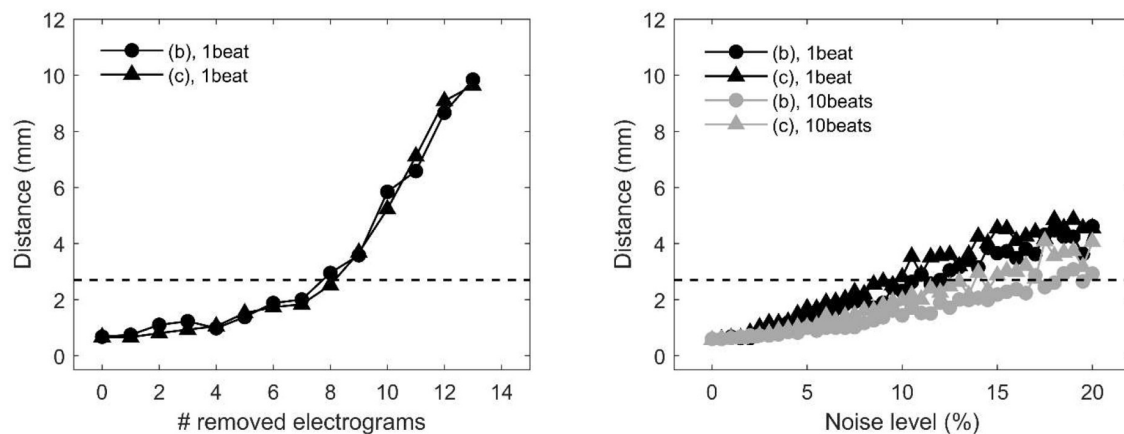 12
10
8
6
4
2
0
Distance (mm)
(b), 1beat
(c), 1beat
0 2 4 6 8 10 12 14
# removed electrograms
12
10
8
6
4
2
0
Distance (mm)
(b), 1beat
(c), 1beat
(b), 10beats
(c), 10beats
0 5 10 15 20
Noise level (%)